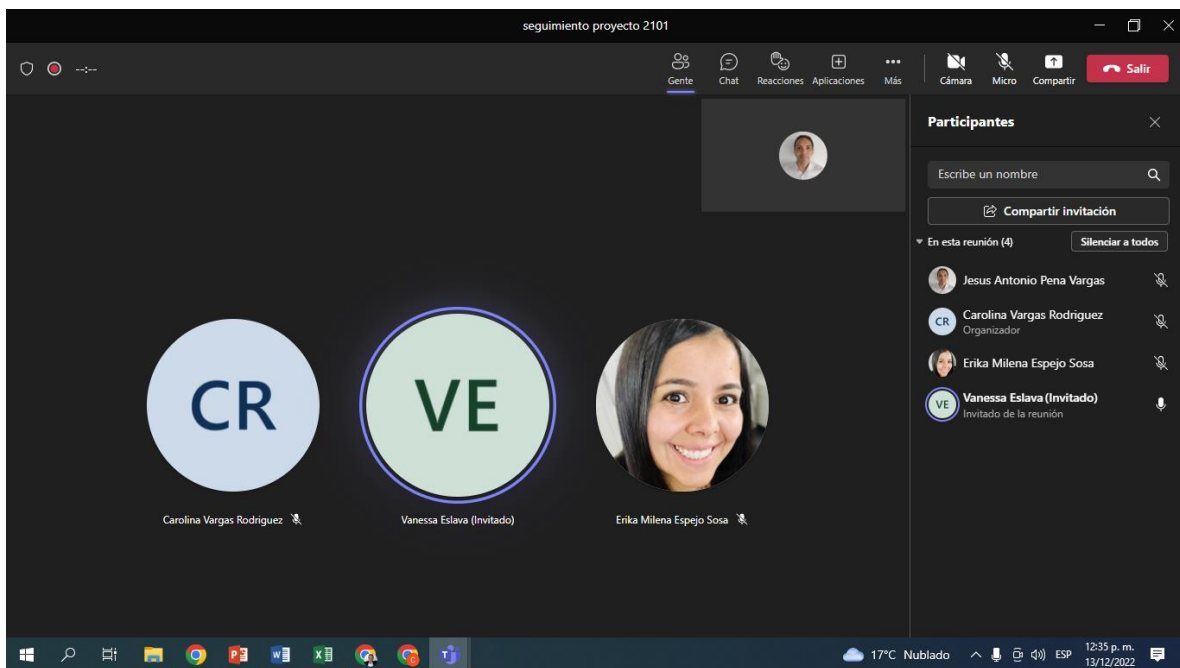 seguimiento proyecto 2101
--:--
Gente Chat Reacciones Aplicaciones Más Cámara Micro Compartir Salir
Participantes
Escribe un nombre
Compartir invitación
En esta reunión (4) Silenciar a todos
Jesus Antonio Pena Vargas
CR Carolina Vargas Rodriguez
Organizador
Erika Milena Espejo Sosa
VE Vanessa Eslava (Invitado)
Invitado de la reunión
CR VE
Carolina Vargas Rodriguez Vanessa Eslava (Invitado) Erika Milena Espejo Sosa
17°C Nublado ESP 12:35 p. m.
13/12/2022